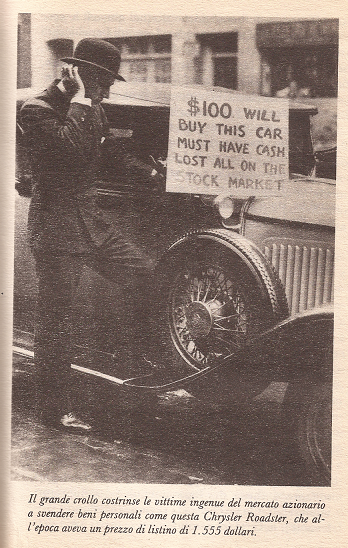 $100 WILL
BUY THIS CAR
MUST HAVE CASH
LOST ALL ON THE
STOCK MARKET
Il grande crollo costrinse le vittime ingenue del mercato azionario
a svendere beni personali come questa Chrysler Roadster, che al-
l'epoca aveva un prezzo di listino di 1.555 dollari.